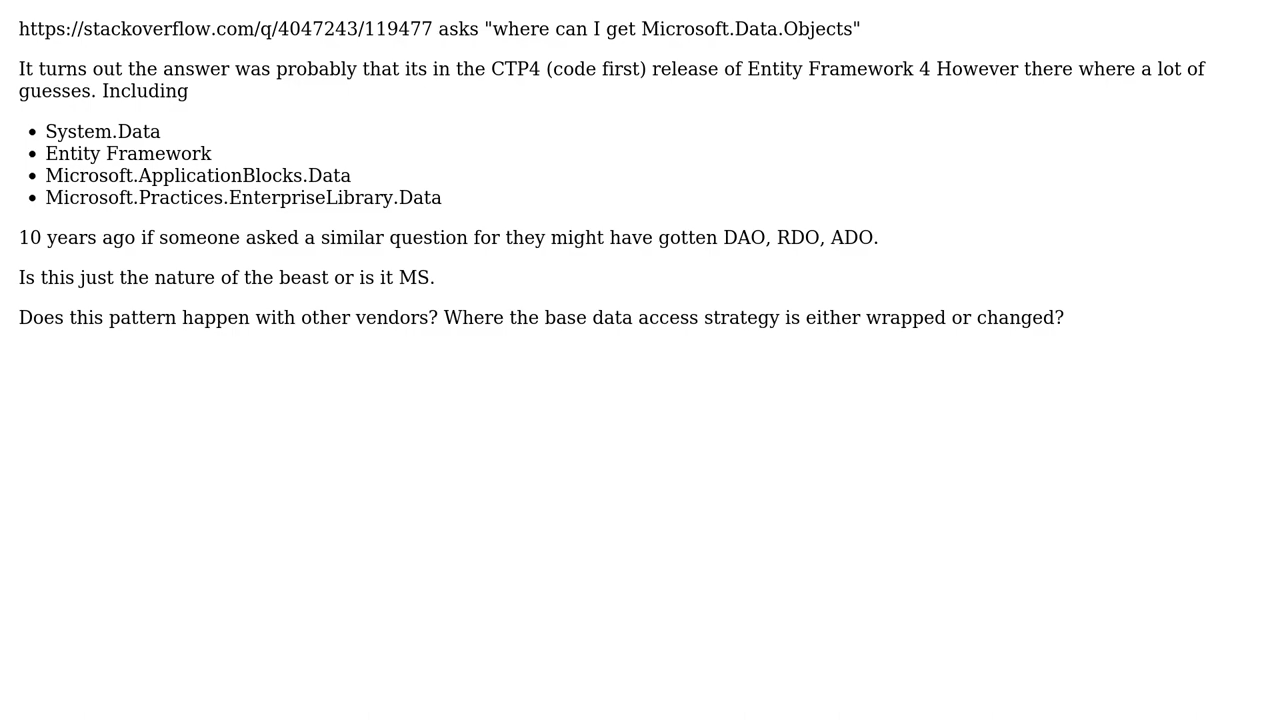 https://stackoverflow.com/q/4047243/119477 asks "where can I get Microsoft.Data.Objects"
It turns out the answer was probably that its in the CTP4 (code first) release of Entity Framework 4 However there where a lot of
guesses. Including
• System.Data
• Entity Framework
• Microsoft.ApplicationBlocks.Data
• Microsoft.Practices.EnterpriseLibrary.Data
10 years ago if someone asked a similar question for they might have gotten DAO, RDO, ADO.
Is this just the nature of the beast or is it MS.
Does this pattern happen with other vendors? Where the base data access strategy is either wrapped or changed?